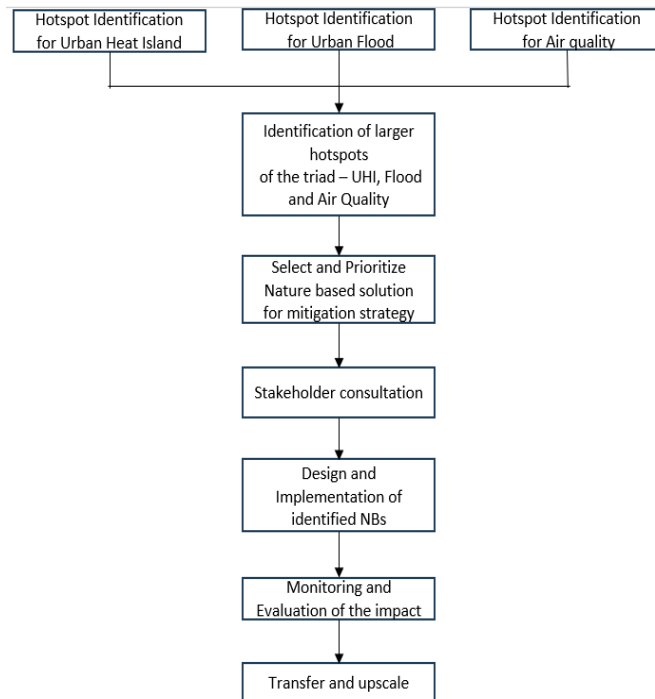 Hotspot Identification
for Urban Heat Island
Hotspot Identification
for Urban Flood
Hotspot Identification
for Air quality
Identification of larger
hotspots
of the triad – UHI, Flood
and Air Quality
Select and Prioritize
Nature based solution
for mitigation strategy
Stakeholder consultation
Design and
Implementation of
identified NBs
Monitoring and
Evaluation of the impact
Transfer and upscale